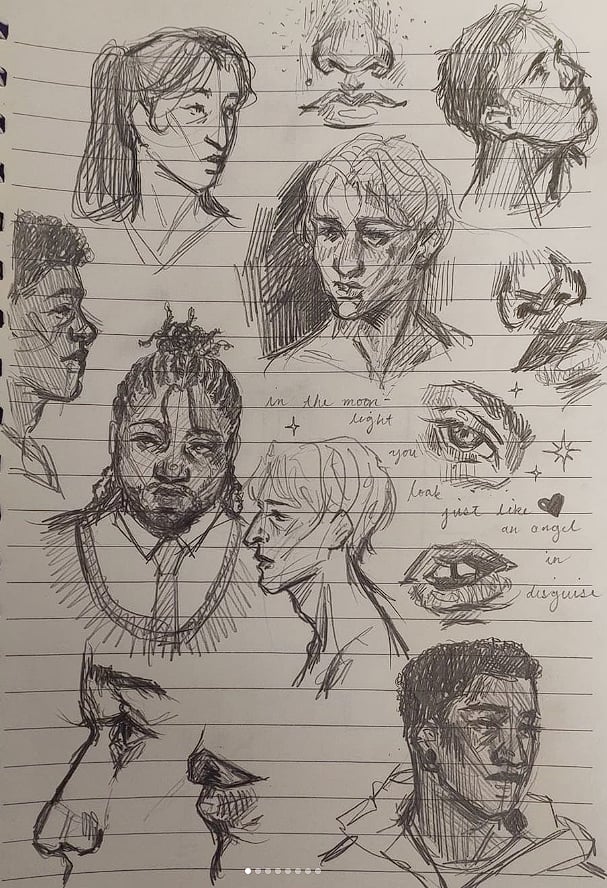 in the moon-
light
you
look
just like
an angel
in
disguise